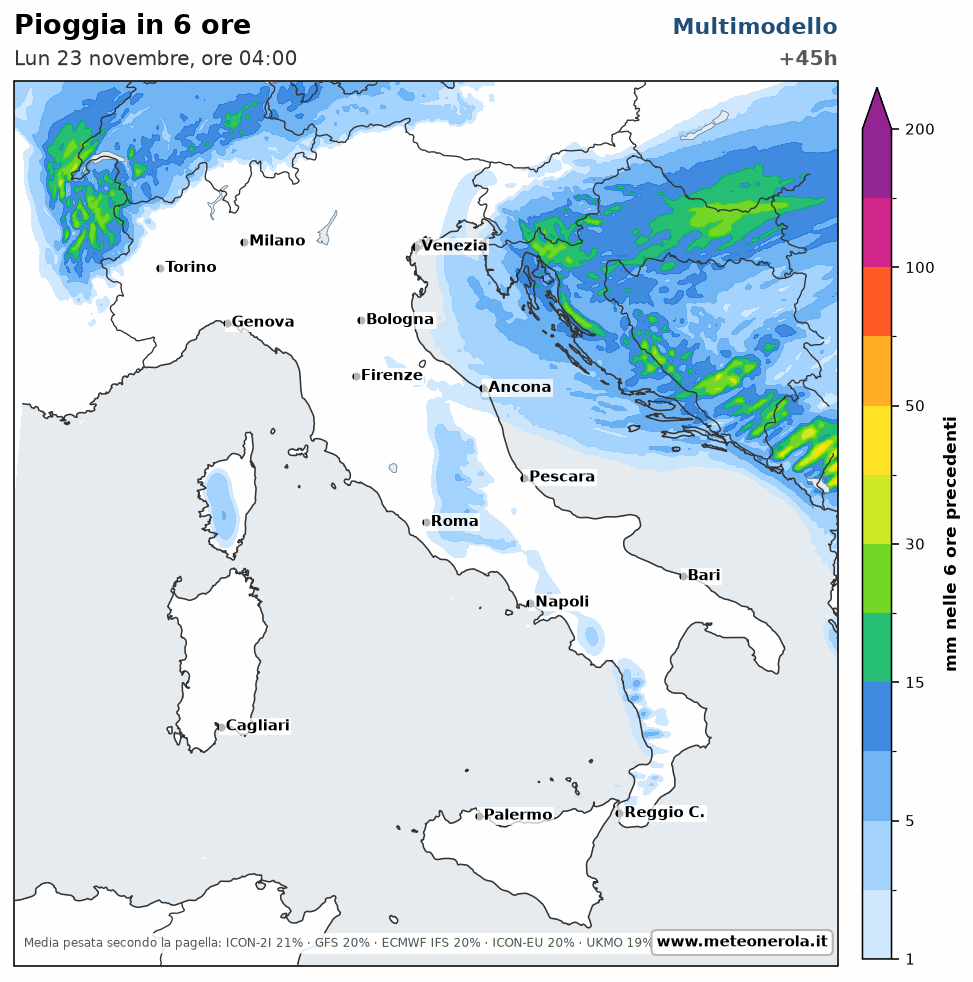 Pioggia in 6 ore
Multimodello
Lun 23 novembre, ore 04:00
+45h
200
Milano
Venezia
Torino
100
Genova
Bologna
Firenze
Ancona
50
Pescara
Roma
30
Bari
Napoli
15
Cagliari
Palermo
Reggio C.
5
mm nelle 6 ore precedenti
Media pesata secondo la pagella: ICON-2I 21% · GFS 20% · ECMWF IFS 20% · ICON-EU 20% · UKMO 19%
www.meteonerola.it
1